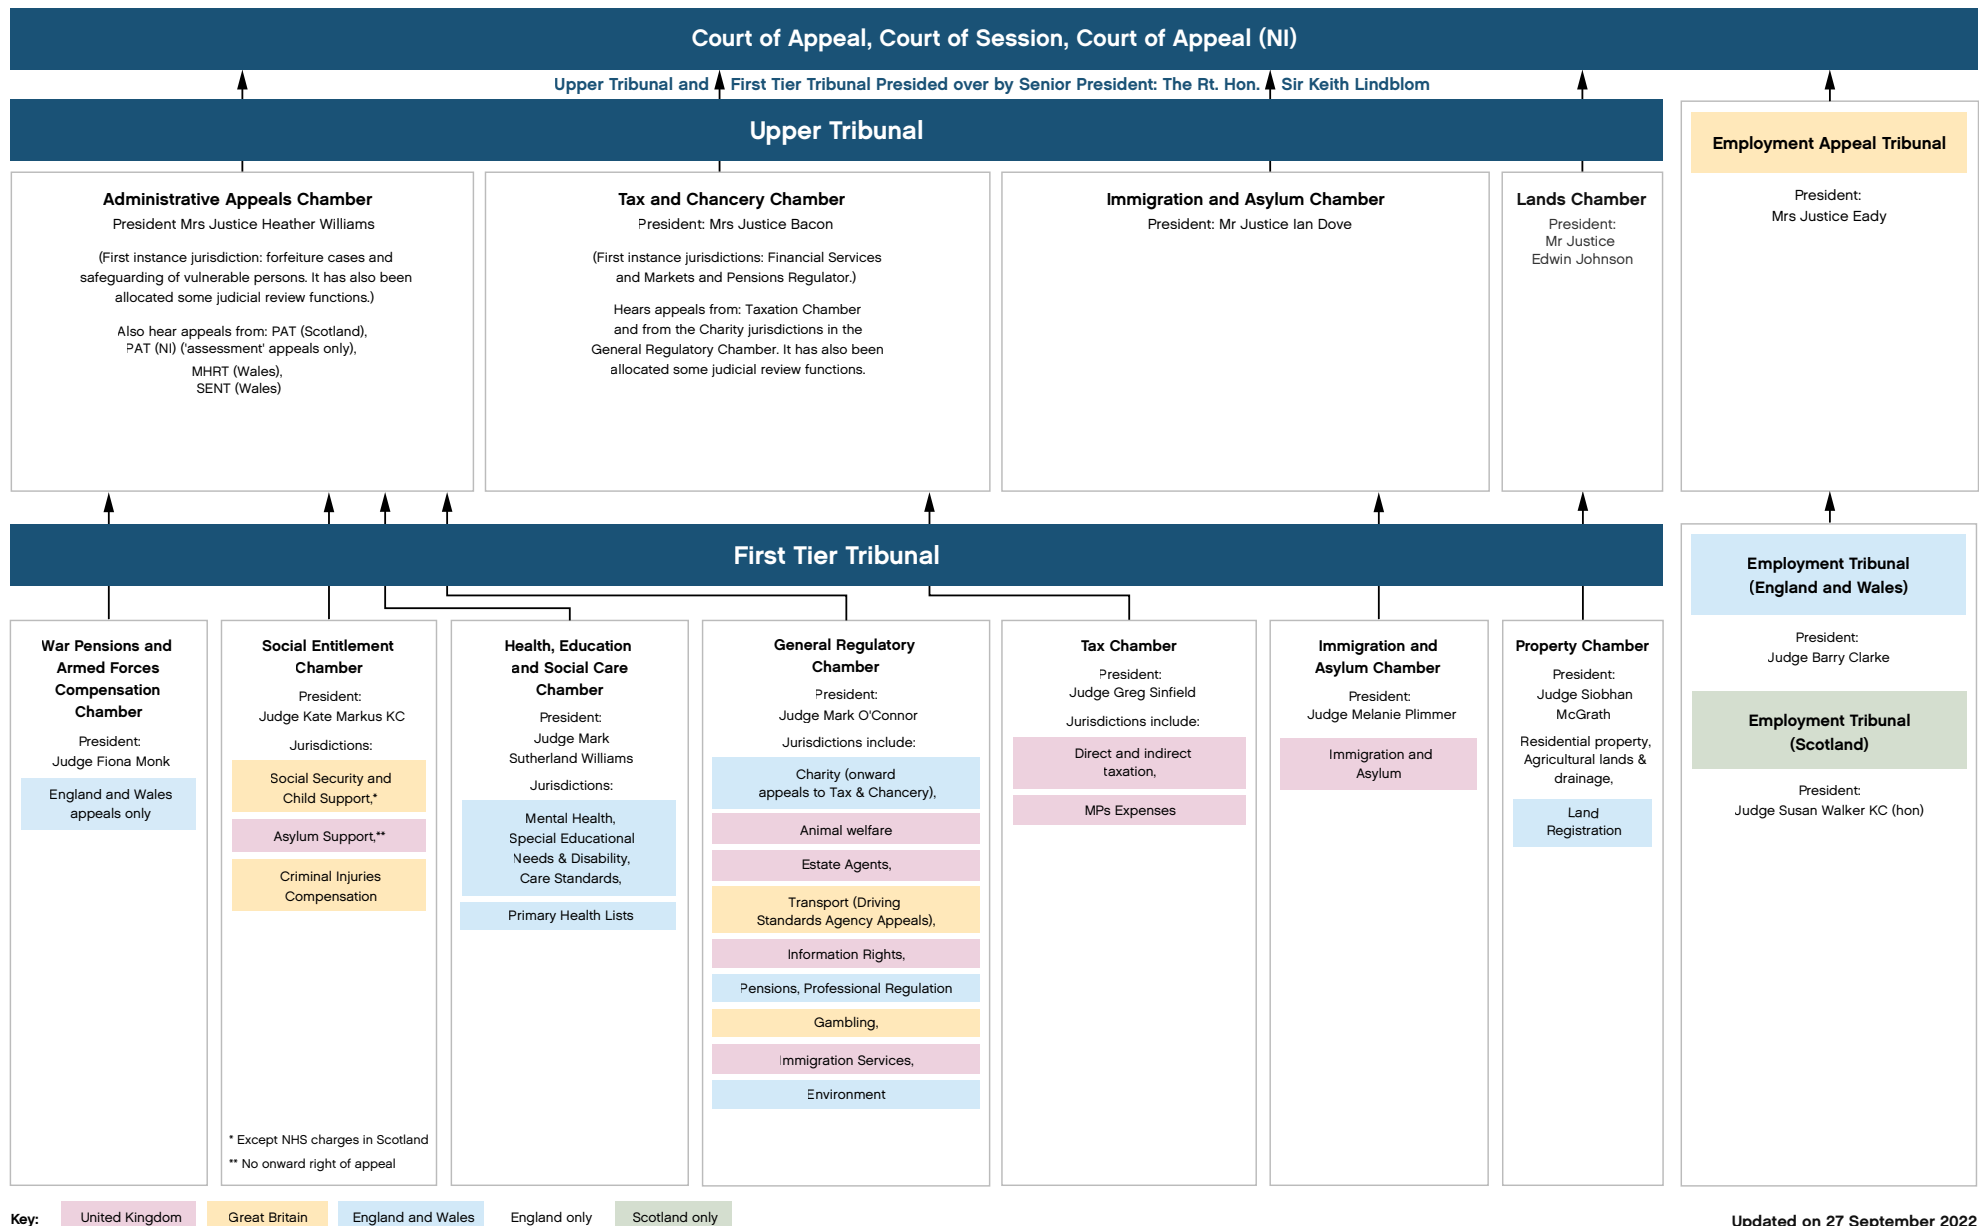 Court of Appeal, Court of Session, Court of Appeal (NI)
Upper Tribunal and First Tier Tribunal Presided over by Senior President: The Rt. Hon. Sir Keith Lindblom
Upper Tribunal
Administrative Appeals Chamber
President Mrs Justice Heather Williams
(First instance jurisdiction: forfeiture cases and
safeguarding of vulnerable persons. It has also been
allocated some judicial review functions.)
Also hear appeals from: PAT (Scotland),
PAT (NI) ('assessment' appeals only),
MHRT (Wales),
SENT (Wales)
Tax and Chancery Chamber
President: Mrs Justice Bacon
(First instance jurisdictions: Financial Services
and Markets and Pensions Regulator.)
Hears appeals from: Taxation Chamber
and from the Charity jurisdictions in the
General Regulatory Chamber. It has also been
allocated some judicial review functions.
Immigration and Asylum Chamber
President: Mr Justice Ian Dove
Lands Chamber
President:
Mr Justice
Edwin Johnson
Employment Appeal Tribunal
President:
Mrs Justice Eady
First Tier Tribunal
War Pensions and
Armed Forces
Compensation
Chamber
President:
Judge Fiona Monk
England and Wales
appeals only
Social Entitlement
Chamber
President:
Judge Kate Markus KC
Jurisdictions:
Social Security and
Child Support,*
Asylum Support,**
Criminal Injuries
Compensation
* Except NHS charges in Scotland
** No onward right of appeal
Health, Education
and Social Care
Chamber
President:
Judge Mark
Sutherland Williams
Jurisdictions:
Mental Health,
Special Educational
Needs & Disability,
Care Standards,
Primary Health Lists
General Regulatory
Chamber
President:
Judge Mark O'Connor
Jurisdictions include:
Charity (onward
appeals to Tax & Chancery),
Animal welfare
Estate Agents,
Transport (Driving
Standards Agency Appeals),
Information Rights,
Pensions, Professional Regulation
Gambling,
Immigration Services,
Environment
Tax Chamber
President:
Judge Greg Sinfield
Jurisdictions include:
Direct and indirect
taxation,
MPs Expenses
Immigration and
Asylum Chamber
President:
Judge Melanie Plimmer
Immigration and
Asylum
Property Chamber
President:
Judge Siobhan
McGrath
Residential property,
Agricultural lands &
drainage,
Land
Registration
Employment Tribunal
(England and Wales)
President:
Judge Barry Clarke
Employment Tribunal
(Scotland)
President:
Judge Susan Walker KC (hon)
Key: United Kingdom Great Britain England and Wales England only Scotland only
Updated on 27 September 2022